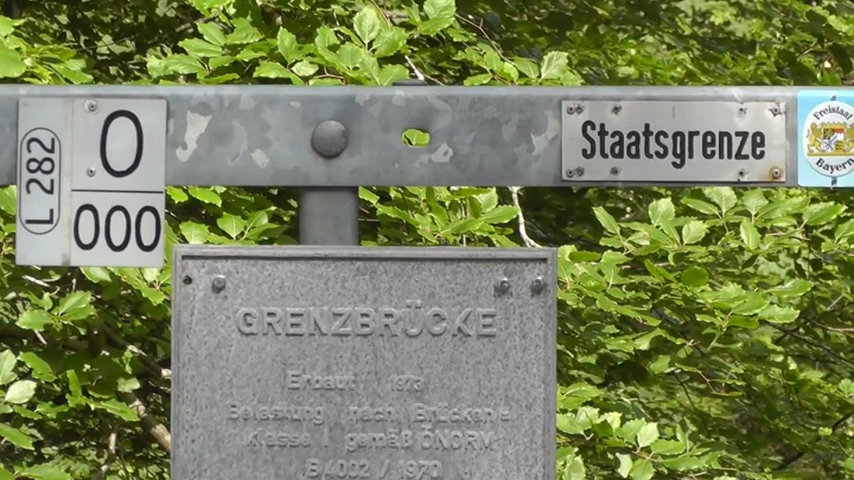 L 282
0
000
Staatsgrenze
Freistaat
Bayern
GRENZBRÜCKE
Erbaut 1973
Belastung nach Brücken=
Klasse I gemäß ÖNORM
B4002 / 1970